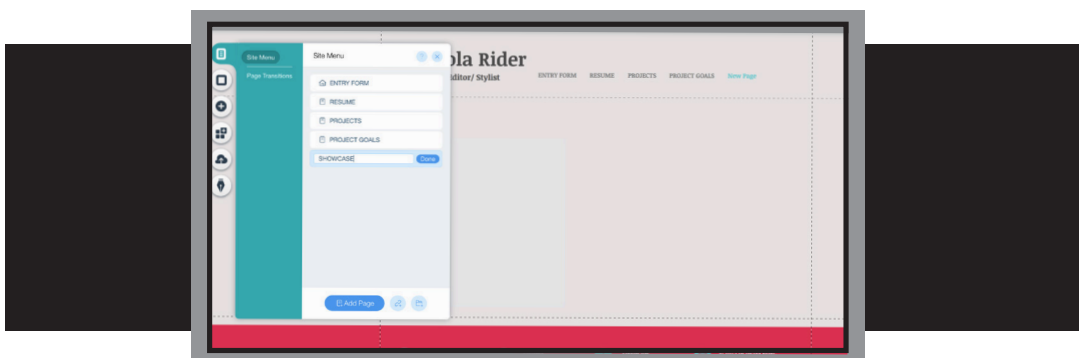 Site Menu
Page Transitions
Site Menu
?
ENTRY FORM
RESUME
PROJECTS
PROJECT GOALS
SHOWCASE
Done
Add Page
ola Rider
ditor/ Stylist
ENTRY FORM RESUME PROJECTS PROJECT GOALS New Page